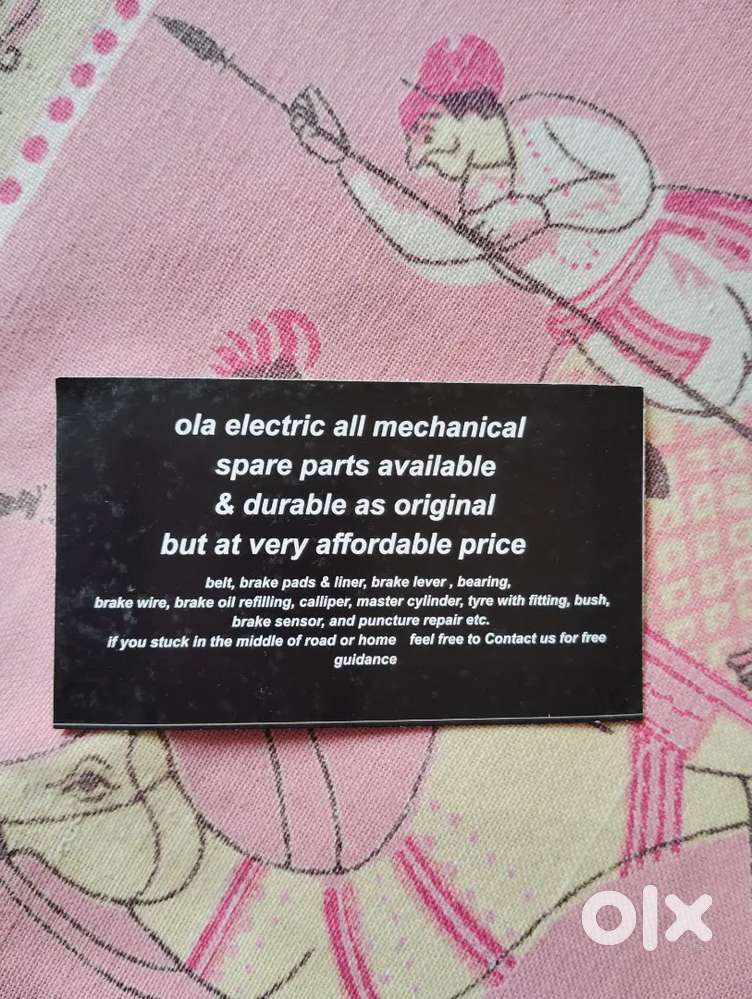 ola electric all mechanical
spare parts available
& durable as original
but at very affordable price
belt, brake pads & liner, brake lever , bearing,
brake wire, brake oil refilling, calliper, master cylinder, tyre with fitting, bush,
brake sensor, and puncture repair etc.
if you stuck in the middle of road or home feel free to Contact us for free
guidance
olx